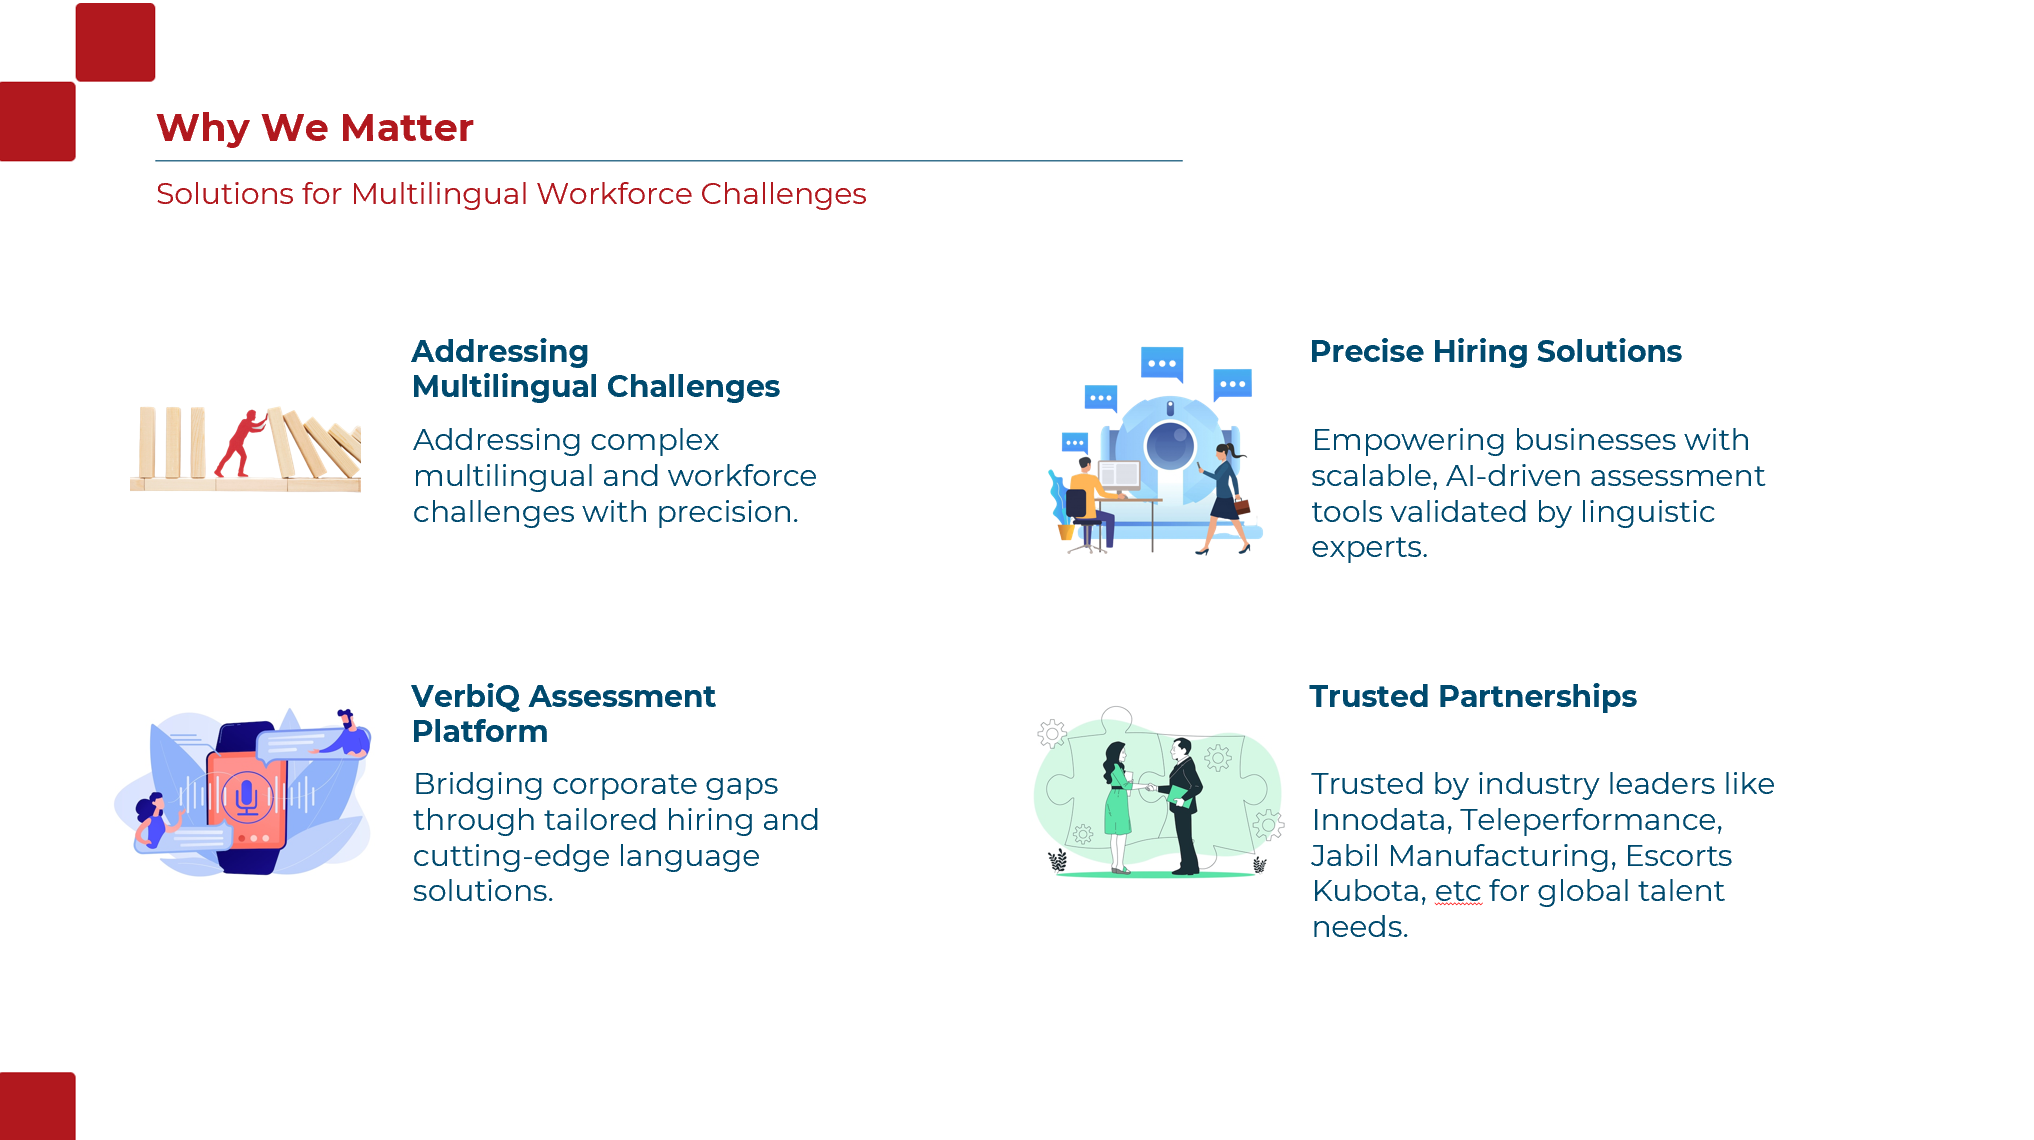 Why We Matter
Solutions for Multilingual Workforce Challenges
Addressing
Multilingual Challenges
Addressing complex
multilingual and workforce
challenges with precision.
Precise Hiring Solutions
Empowering businesses with
scalable, AI-driven assessment
tools validated by linguistic
experts.
VerbiQ Assessment
Platform
Bridging corporate gaps
through tailored hiring and
cutting-edge language
solutions.
Trusted Partnerships
Trusted by industry leaders like
Innodata, Teleperformance,
Jabil Manufacturing, Escorts
Kubota, etc for global talent
needs.